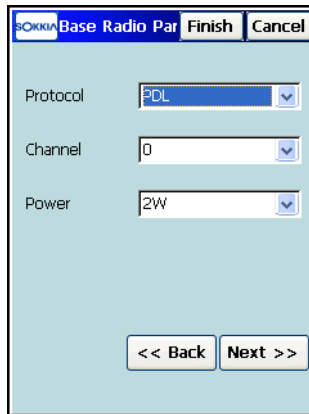 SOKKIA Base Radio Par Finish Cancel
Protocol PDL
Channel 0
Power 2W
<< Back Next >>